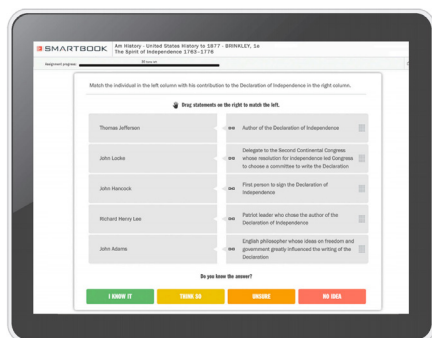 SMARTBOOK
Am History - United States History to 1877 - BRINKLEY, 1e
The Spirit of Independence 1763-1776
Assignment progress:
Match the individual in the left column with his contribution to the Declaration of Independence in the right column.
Drag statements on the right to match the left.
Thomas Jefferson
Author of the Declaration of Independence
John Locke
Delegate to the Second Continental Congress
whose resolution for independence led Congress
to choose a committee to write the Declaration
John Hancock
First person to sign the Declaration of
Independence
Richard Henry Lee
Patriot leader who chose the author of the
Declaration of Independence
John Adams
English philosopher whose ideas on freedom and
government greatly influenced the writing of the
Declaration
Do you know the answer?
I KNOW IT
THINK SO
UNSURE
NO IDEA